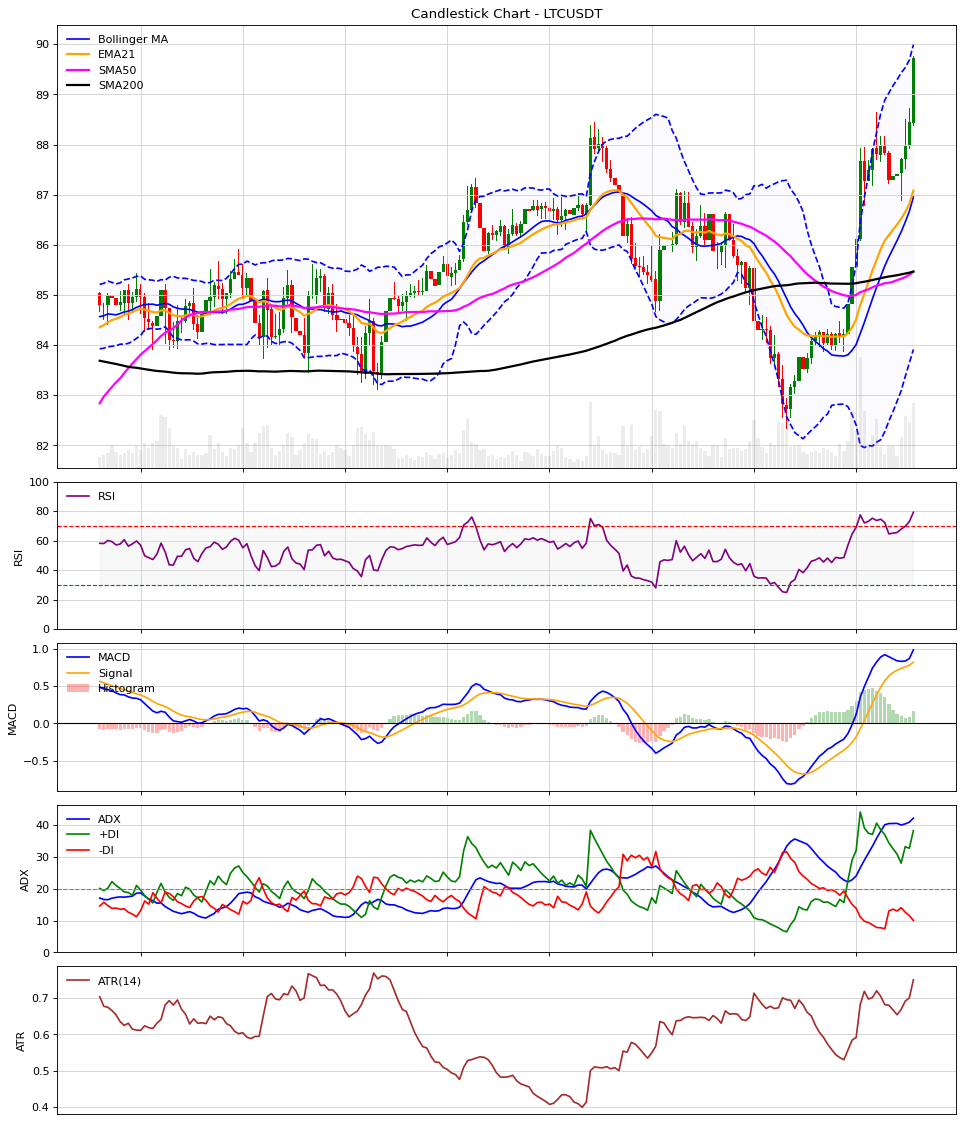 Candlestick Chart - LTCUSDT
Bollinger MA
EMA21
SMA50
SMA200
90
89
88
87
86
85
84
83
82
RSI
100
80
60
40
20
0
RSI
MACD
Signal
Histogram
1.0
0.5
0.0
−0.5
MACD
ADX
+DI
-DI
40
30
20
10
0
ADX
ATR(14)
0.7
0.6
0.5
0.4
ATR